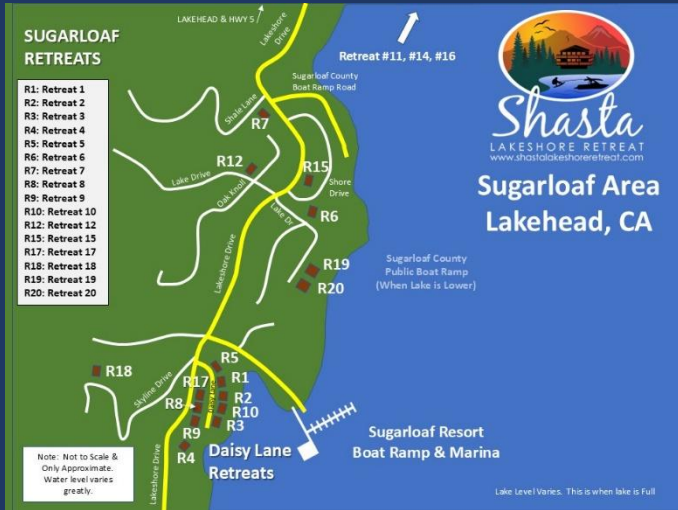 LAKEHEAD & HWY 5
SUGARLOAF
RETREATS
R1: Retreat 1
R2: Retreat 2
R3: Retreat 3
R4: Retreat 4
R5: Retreat 5
R6: Retreat 6
R7: Retreat 7
R8: Retreat 8
R9: Retreat 9
R10: Retreat 10
R12: Retreat 12
R15: Retreat 15
R17: Retreat 17
R18: Retreat 18
R19: Retreat 19
R20: Retreat 20
Lakeshore
Drive
Retreat #11, #14, #16
Sugarloaf County
Boat Ramp Road
Shasta
LAKESHORE RETREAT
www.shastalakeshoreretreat.com
Sugarloaf Area
Lakehead, CA
Shale Lane
R7
R12
R15
Lake Drive
Oak Knoll
Shore
Drive
Lake Dr
R6
Lakeshore Drive
R19
R20
Sugarloaf County
Public Boat Ramp
(When Lake is Lower)
R18
Skyline Drive
R5
R17
R1
R8
R2
R10
R9
R3
R4
Daisy Lane
Daisy Lane
Retreats
Lakeshore Drive
Sugarloaf Resort
Boat Ramp & Marina
Note: Not to Scale &
Only Approximate.
Water level varies
greatly.
Lake Level Varies. This is when lake is Full